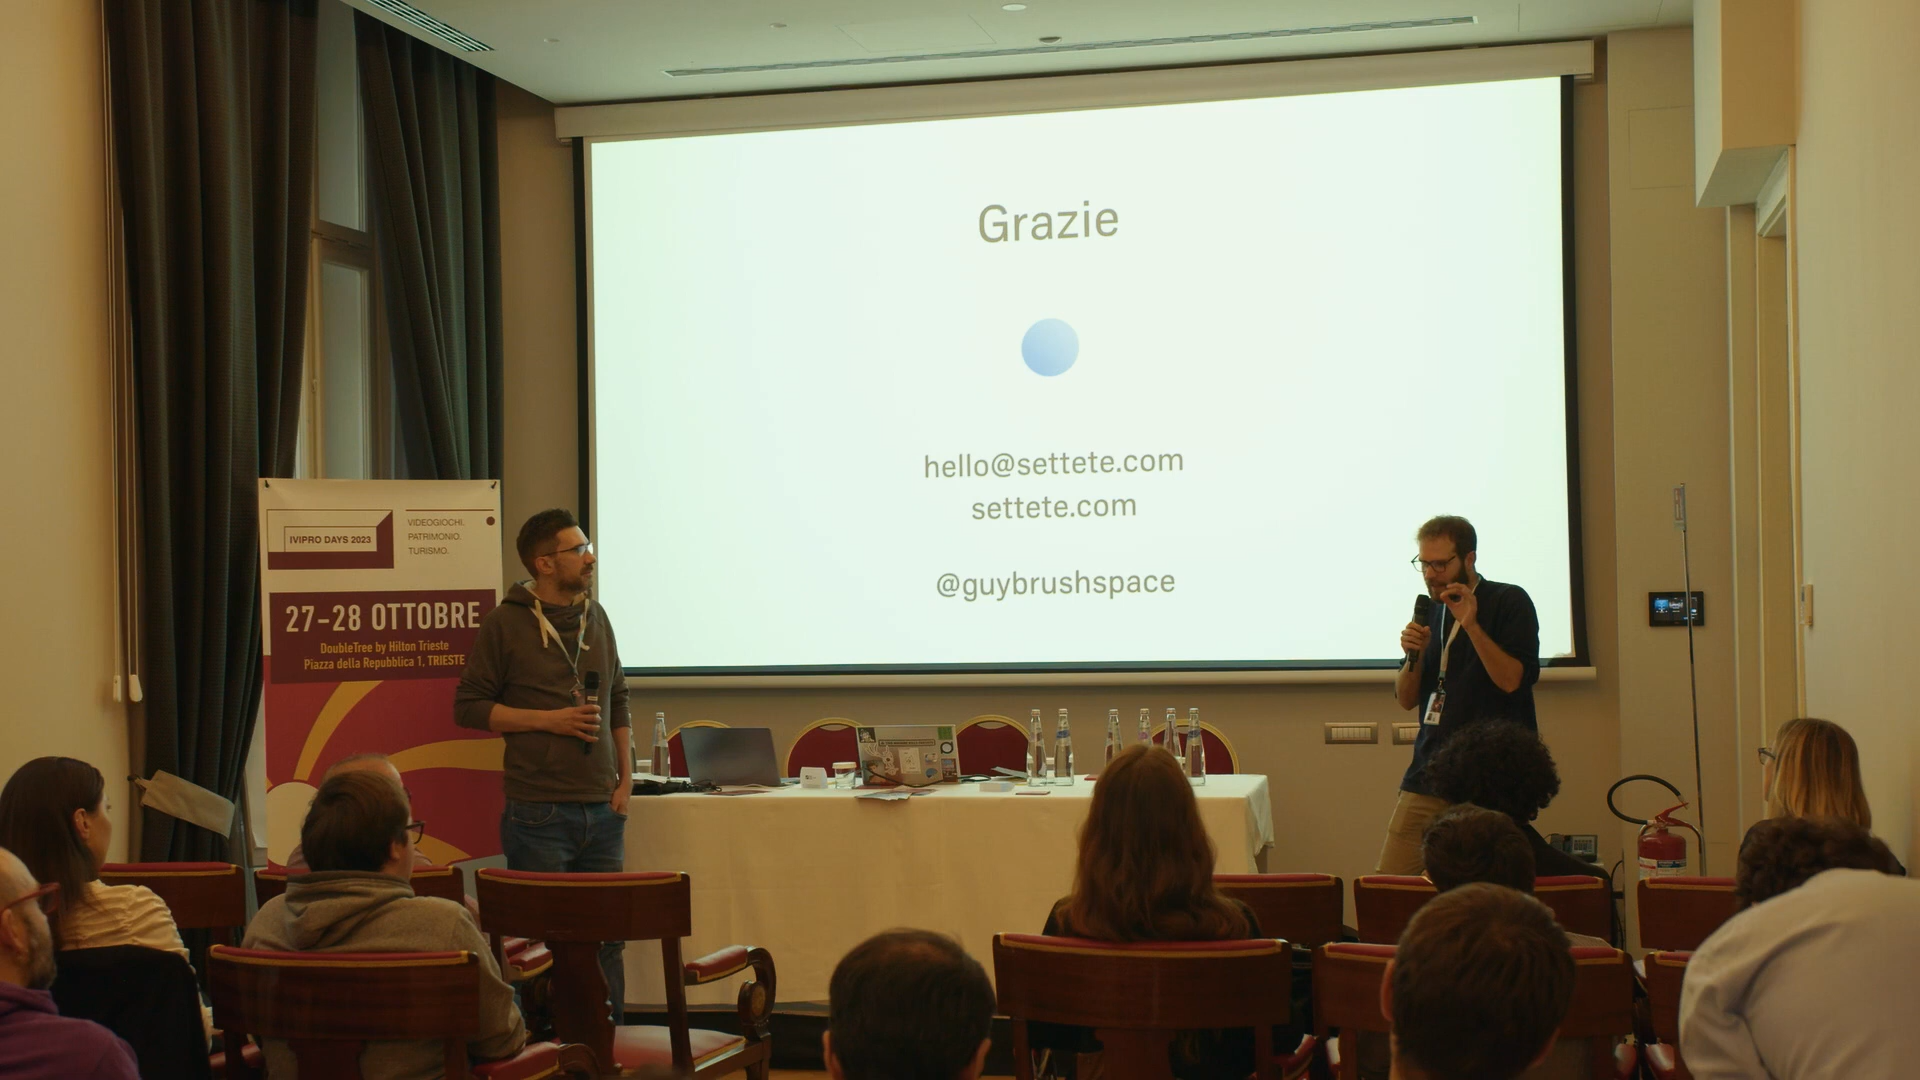 Grazie
hello@settete.com
settete.com
@guybrushspace
IVIPRO DAYS 2023
VIDEOGIOCHI.
PATRIMONIO.
TURISMO.
27-28 OTTOBRE
DoubleTree by Hilton Trieste
Piazza della Repubblica 1, TRIESTE